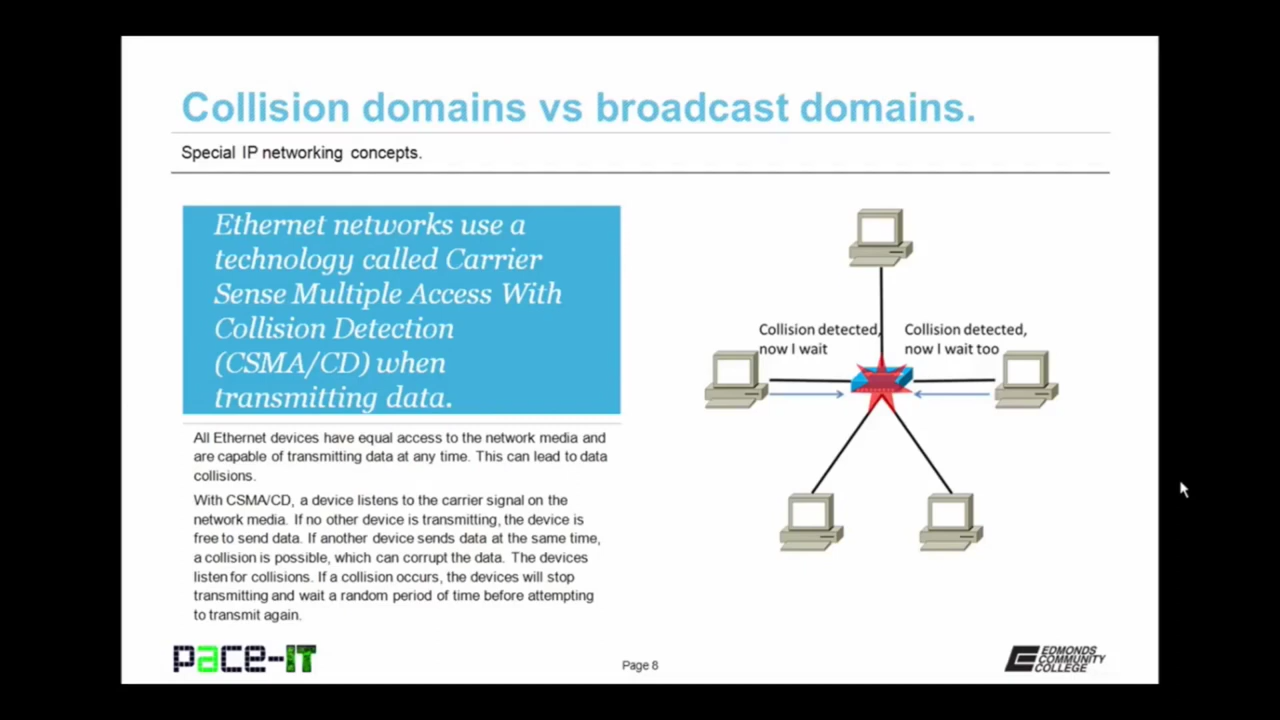 Collision domains vs broadcast domains.
Special IP networking concepts.
Ethernet networks use a
technology called Carrier
Sense Multiple Access With
Collision Detection
(CSMA/CD) when
transmitting data.
All Ethernet devices have equal access to the network media and
are capable of transmitting data at any time. This can lead to data
collisions.
With CSMA/CD, a device listens to the carrier signal on the
network media. If no other device is transmitting, the device is
free to send data. If another device sends data at the same time,
a collision is possible, which can corrupt the data. The devices
listen for collisions. If a collision occurs, the devices will stop
transmitting and wait a random period of time before attempting
to transmit again.
Collision detected,
now I wait
Collision detected,
now I wait too
pace-IT
Page 8
EDMONDS
COMMUNITY
COLLEGE